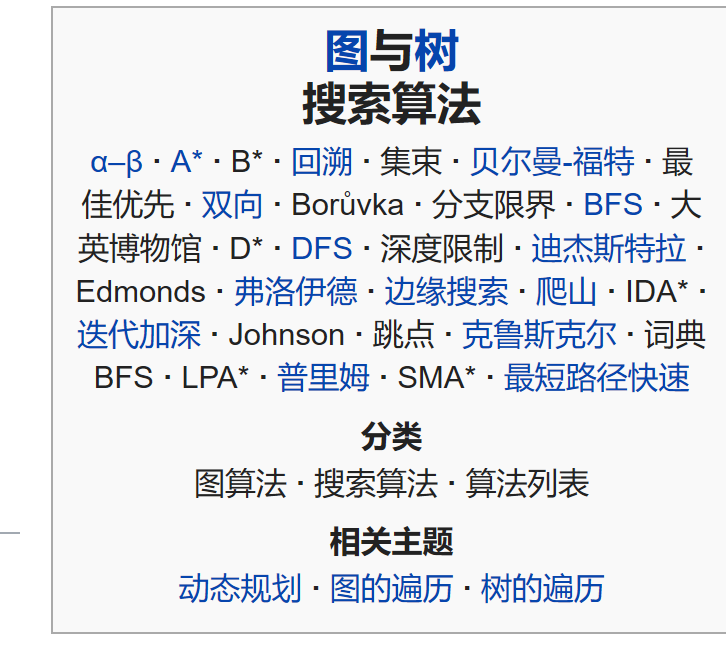 图与树
搜索算法
α–β · A* · B* · 回溯 · 集束 · 贝尔曼-福特 · 最
佳优先 · 双向 · Borůvka · 分支限界 · BFS · 大
英博物馆 · D* · DFS · 深度限制 · 迪杰斯特拉 ·
Edmonds · 弗洛伊德 · 边缘搜索 · 爬山 · IDA* ·
迭代加深 · Johnson · 跳点 · 克鲁斯克尔 · 词典
BFS · LPA* · 普里姆 · SMA* · 最短路径快速
分类
图算法 · 搜索算法 · 算法列表
相关主题
动态规划 · 图的遍历 · 树的遍历